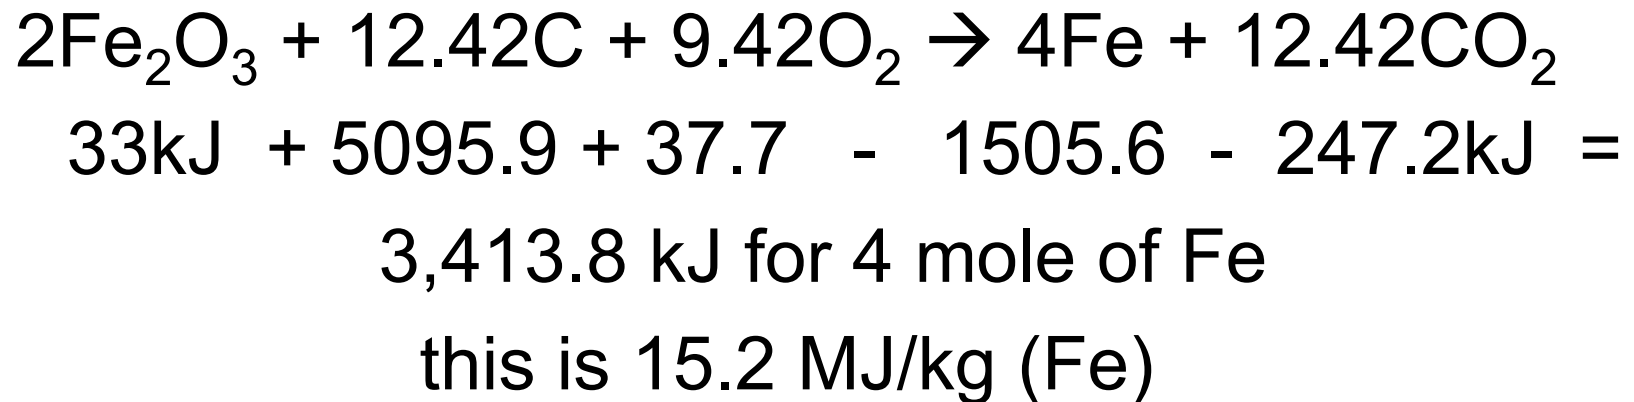 2Fe₂O₃ + 12.42C + 9.42O₂ → 4Fe + 12.42CO₂
33kJ + 5095.9 + 37.7 - 1505.6 - 247.2kJ =
3,413.8 kJ for 4 mole of Fe
this is 15.2 MJ/kg (Fe)